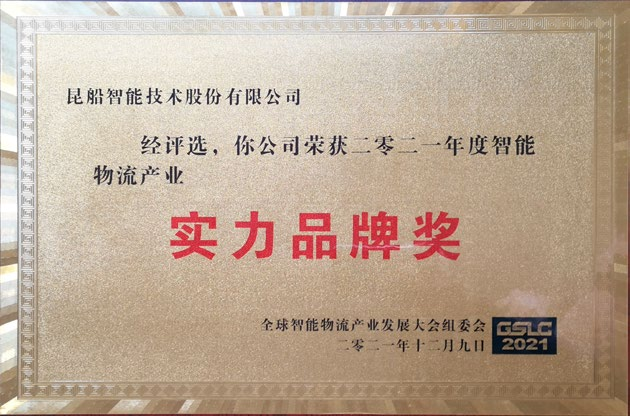 昆船智能技术股份有限公司
经评选，你公司荣获二零二一年度智能
物流产业
实力品牌奖
全球智能物流产业发展大会组委会
二零二一年十二月九日
GSLC
2021